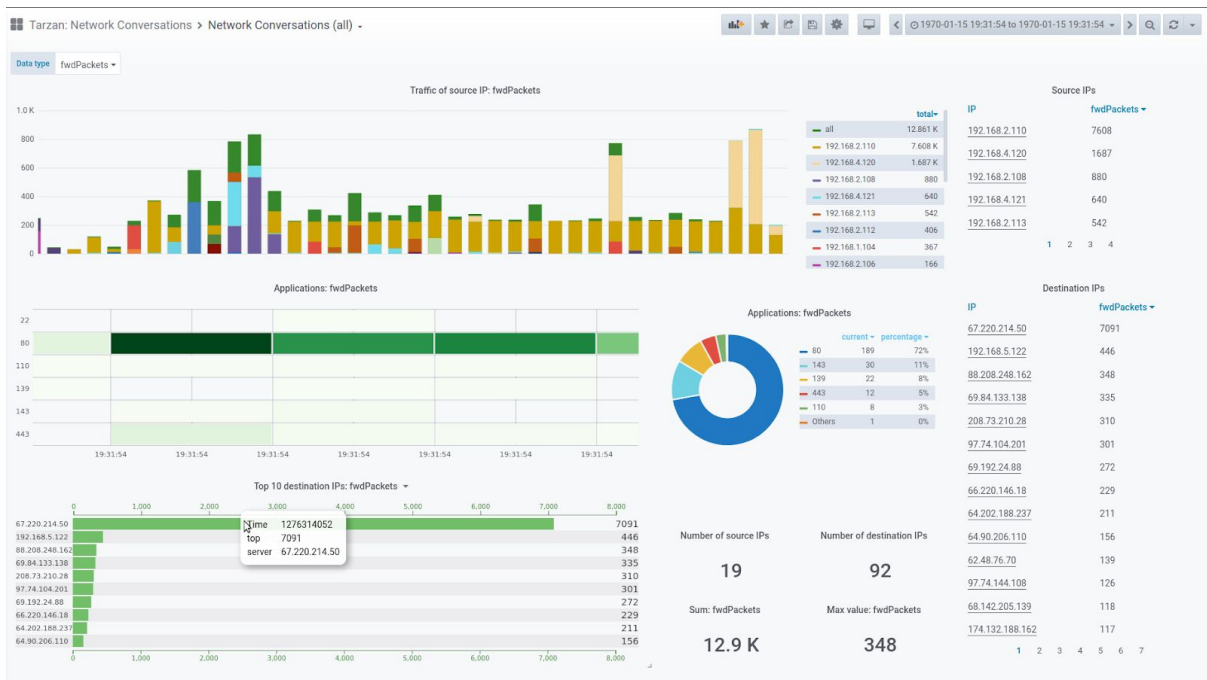 Tarzan: Network Conversations > Network Conversations (all)
1970-01-15 19:31:54 to 1970-01-15 19:31:54
Data type fwdPackets
Traffic of source IP: fwdPackets
1.0 K
800
600
400
200
0
total
all 12.861 K
192.168.2.110 7.608 K
192.168.4.120 1.687 K
192.168.2.108 880
192.168.4.121 640
192.168.2.113 542
192.168.2.112 406
192.168.1.104 367
192.168.2.106 166
Source IPs
IP fwdPackets
192.168.2.110 7608
192.168.4.120 1687
192.168.2.108 880
192.168.4.121 640
192.168.2.113 542
1 2 3 4
Applications: fwdPackets
22
80
110
139
143
443
19:31:54 19:31:54 19:31:54 19:31:54 19:31:54 19:31:54 19:31:54
Applications: fwdPackets
current percentage
80 189 72%
143 30 11%
139 22 8%
443 12 5%
110 8 3%
Others 1 0%
Destination IPs
IP fwdPackets
67.220.214.50 7091
192.168.5.122 446
88.208.248.162 348
69.84.133.138 335
208.73.210.28 310
97.74.104.201 301
69.192.24.88 272
66.220.146.18 229
64.202.188.237 211
64.90.206.110 156
62.48.76.70 139
97.74.144.108 126
68.142.205.139 118
174.132.188.162 117
1 2 3 4 5 6 7
Top 10 destination IPs: fwdPackets
0 1,000 2,000 3,000 4,000 5,000 6,000 7,000 8,000
67.220.214.50 7091
192.168.5.122 446
88.208.248.162 348
69.84.133.138 335
208.73.210.28 310
97.74.104.201 301
69.192.24.88 272
66.220.146.18 229
64.202.188.237 211
64.90.206.110 156
0 1,000 2,000 3,000 4,000 5,000 6,000 7,000 8,000
Time 1276314052
top 7091
server 67.220.214.50
Number of source IPs
19
Number of destination IPs
92
Sum: fwdPackets
12.9 K
Max value: fwdPackets
348